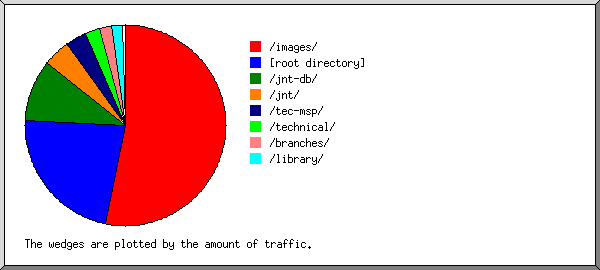 /images/
[root directory]
/jnt-db/
/jnt/
/tec-msp/
/technical/
/branches/
/library/
The wedges are plotted by the amount of traffic.